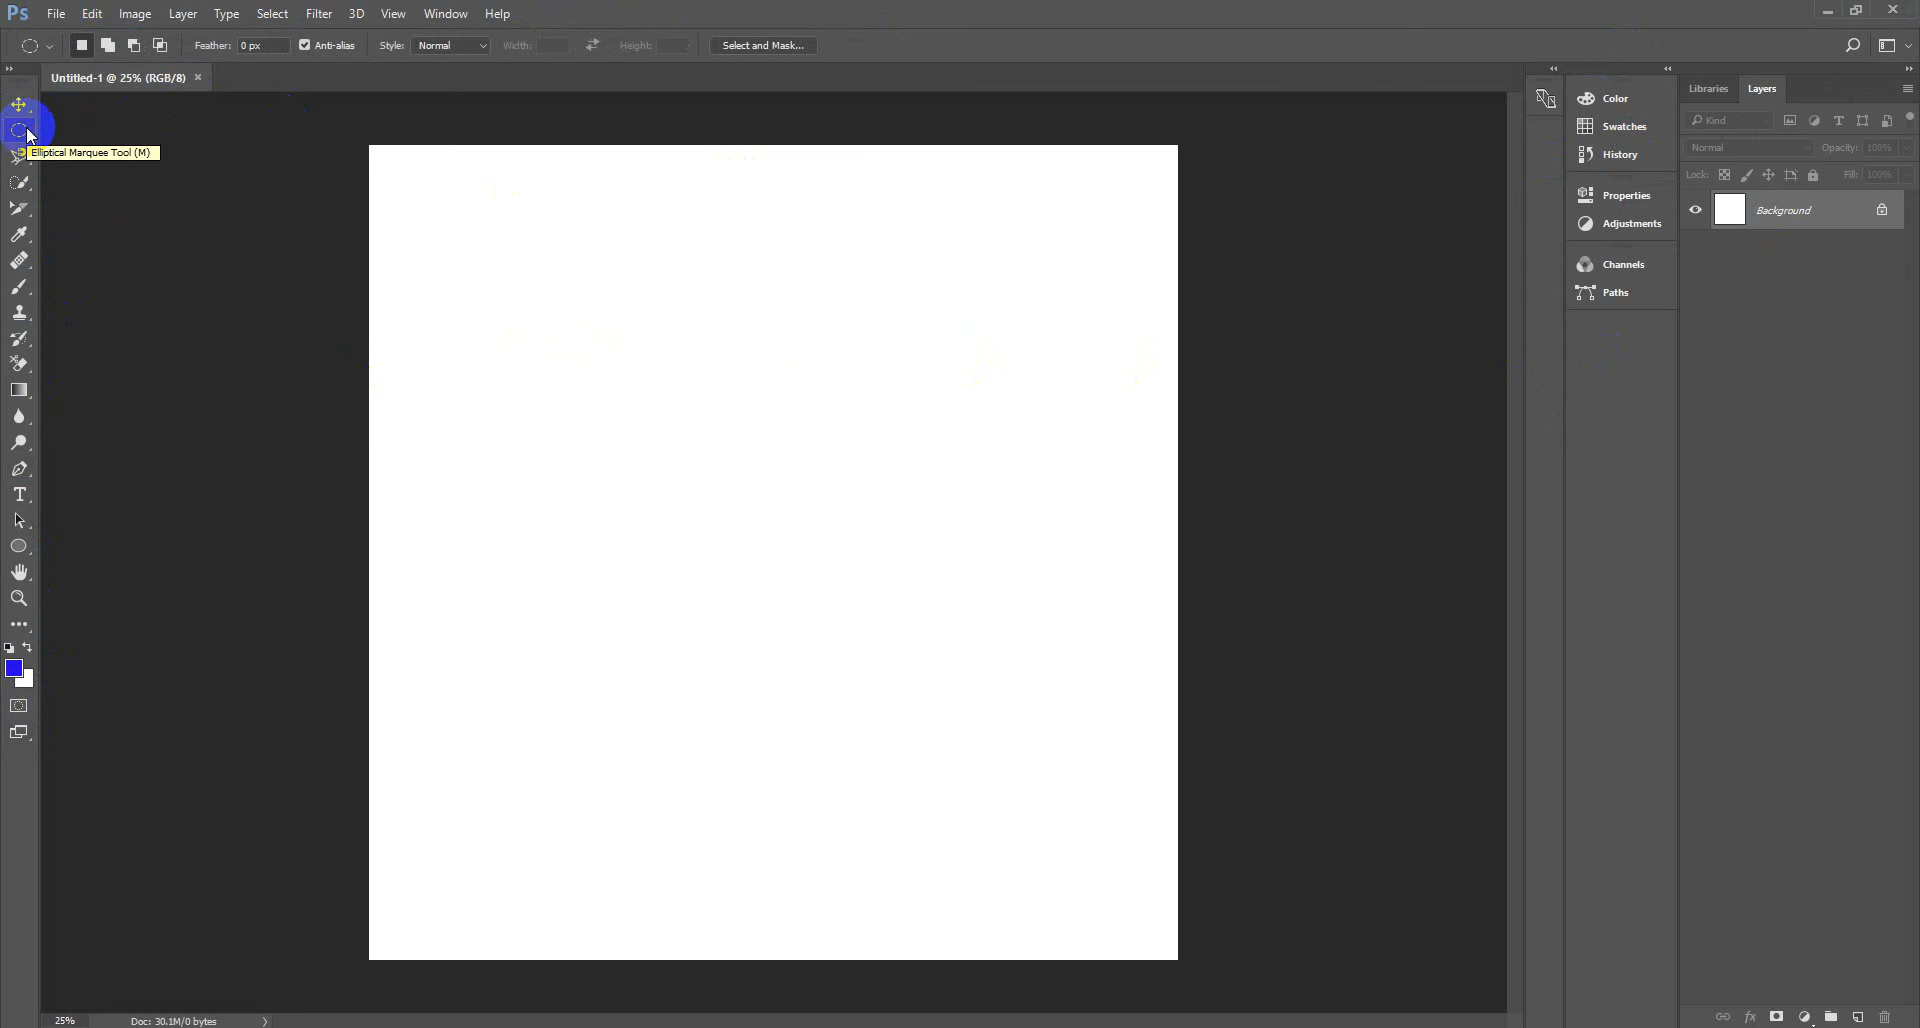 Ps File Edit Image Layer Type Select Filter 3D View Window Help
Feather: 0 px Anti-alias Style: Normal Width: Height: Select and Mask...
Untitled-1 @ 25% (RGB/8) ×
Libraries Layers
Color
Kind
Swatches
Elliptical Marquee Tool (M)
Normal Opacity: 100%
History
Lock: Fill: 100%
Properties
Background
Adjustments
Channels
Paths
25% Doc: 30.1M/0 bytes